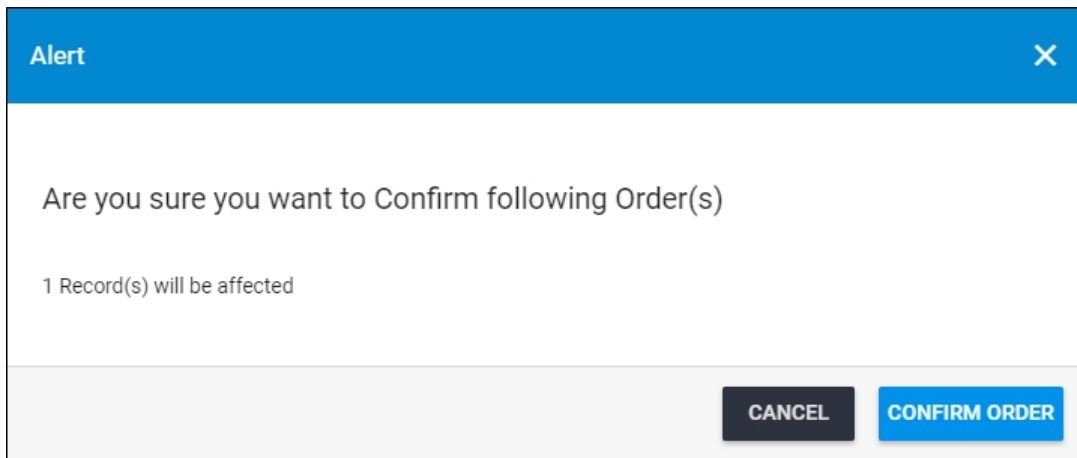 Alert
Are you sure you want to Confirm following Order(s)
1 Record(s) will be affected
CANCEL CONFIRM ORDER